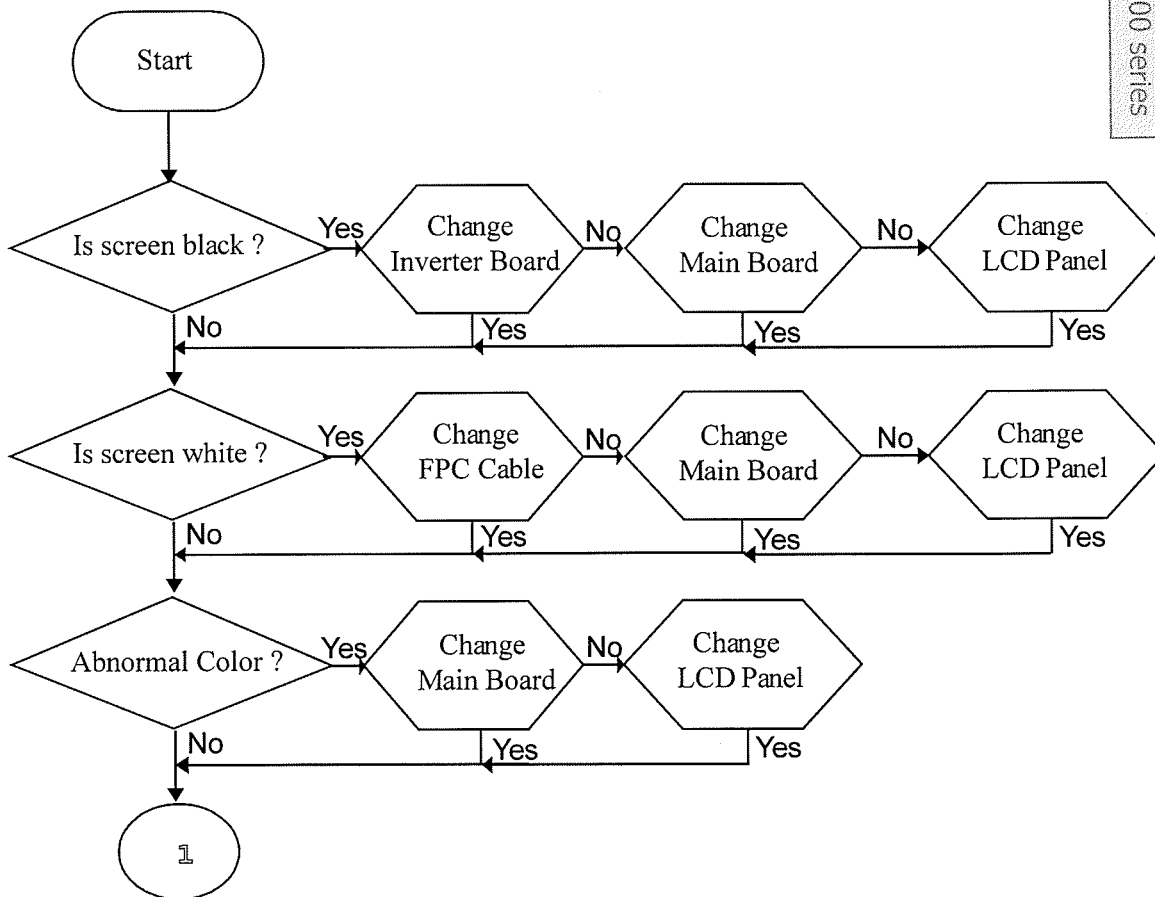 00 series
Start
Is screen black ?
Yes
Change
Inverter Board
No
Change
Main Board
No
Change
LCD Panel
No
Yes
Yes
Yes
Is screen white ?
Yes
Change
FPC Cable
No
Change
Main Board
No
Change
LCD Panel
No
Yes
Yes
Yes
Abnormal Color ?
Yes
Change
Main Board
No
Change
LCD Panel
No
Yes
Yes
1